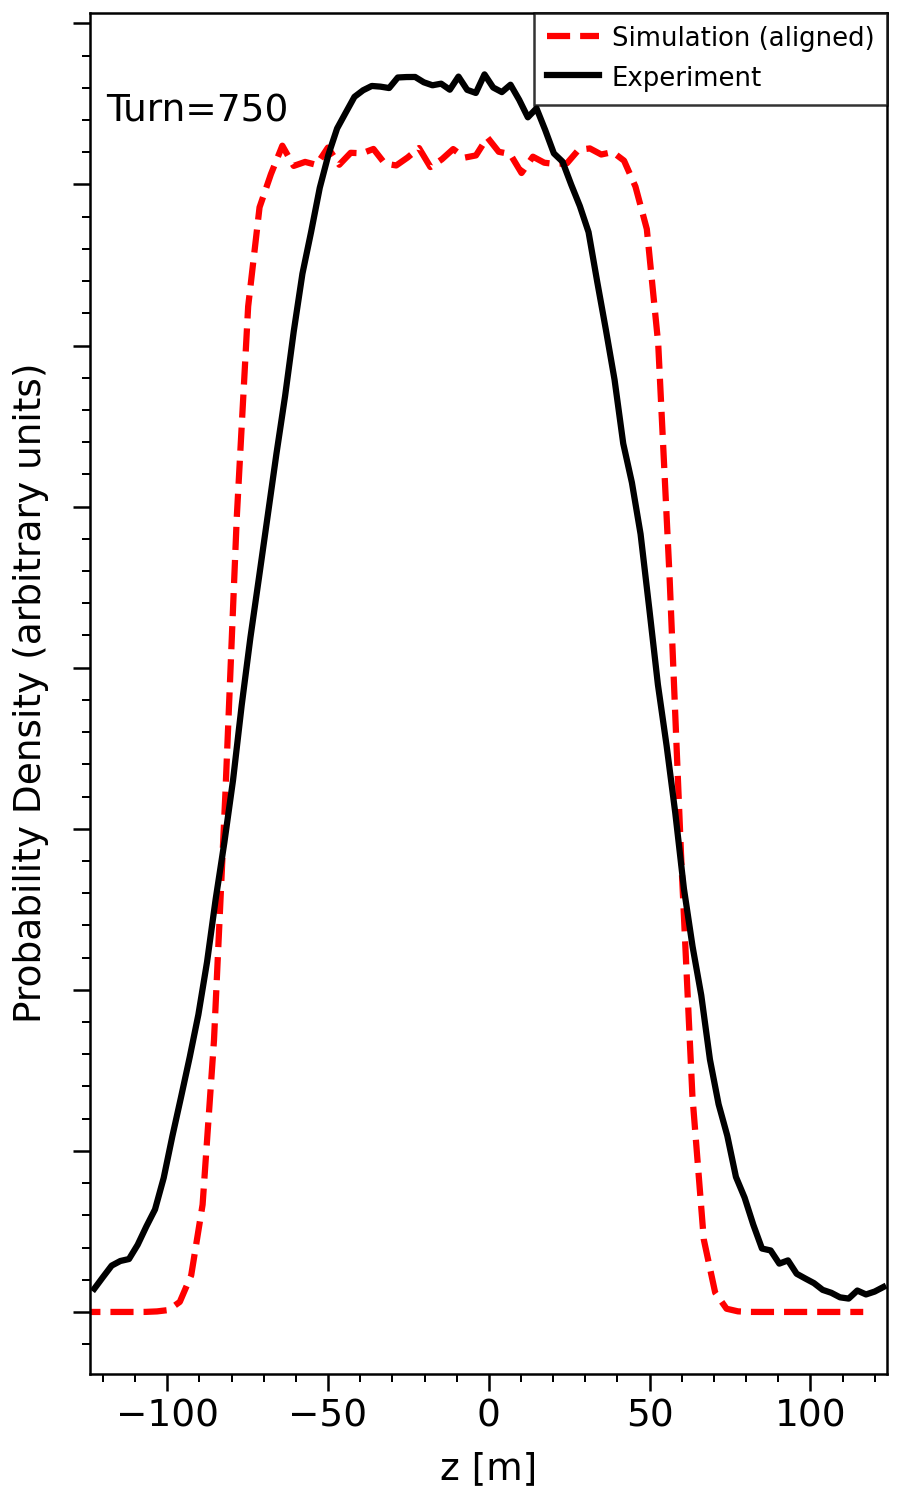 Simulation (aligned)
Experiment
Turn=750
Probability Density (arbitrary units)
−100 −50 0 50 100
z [m]